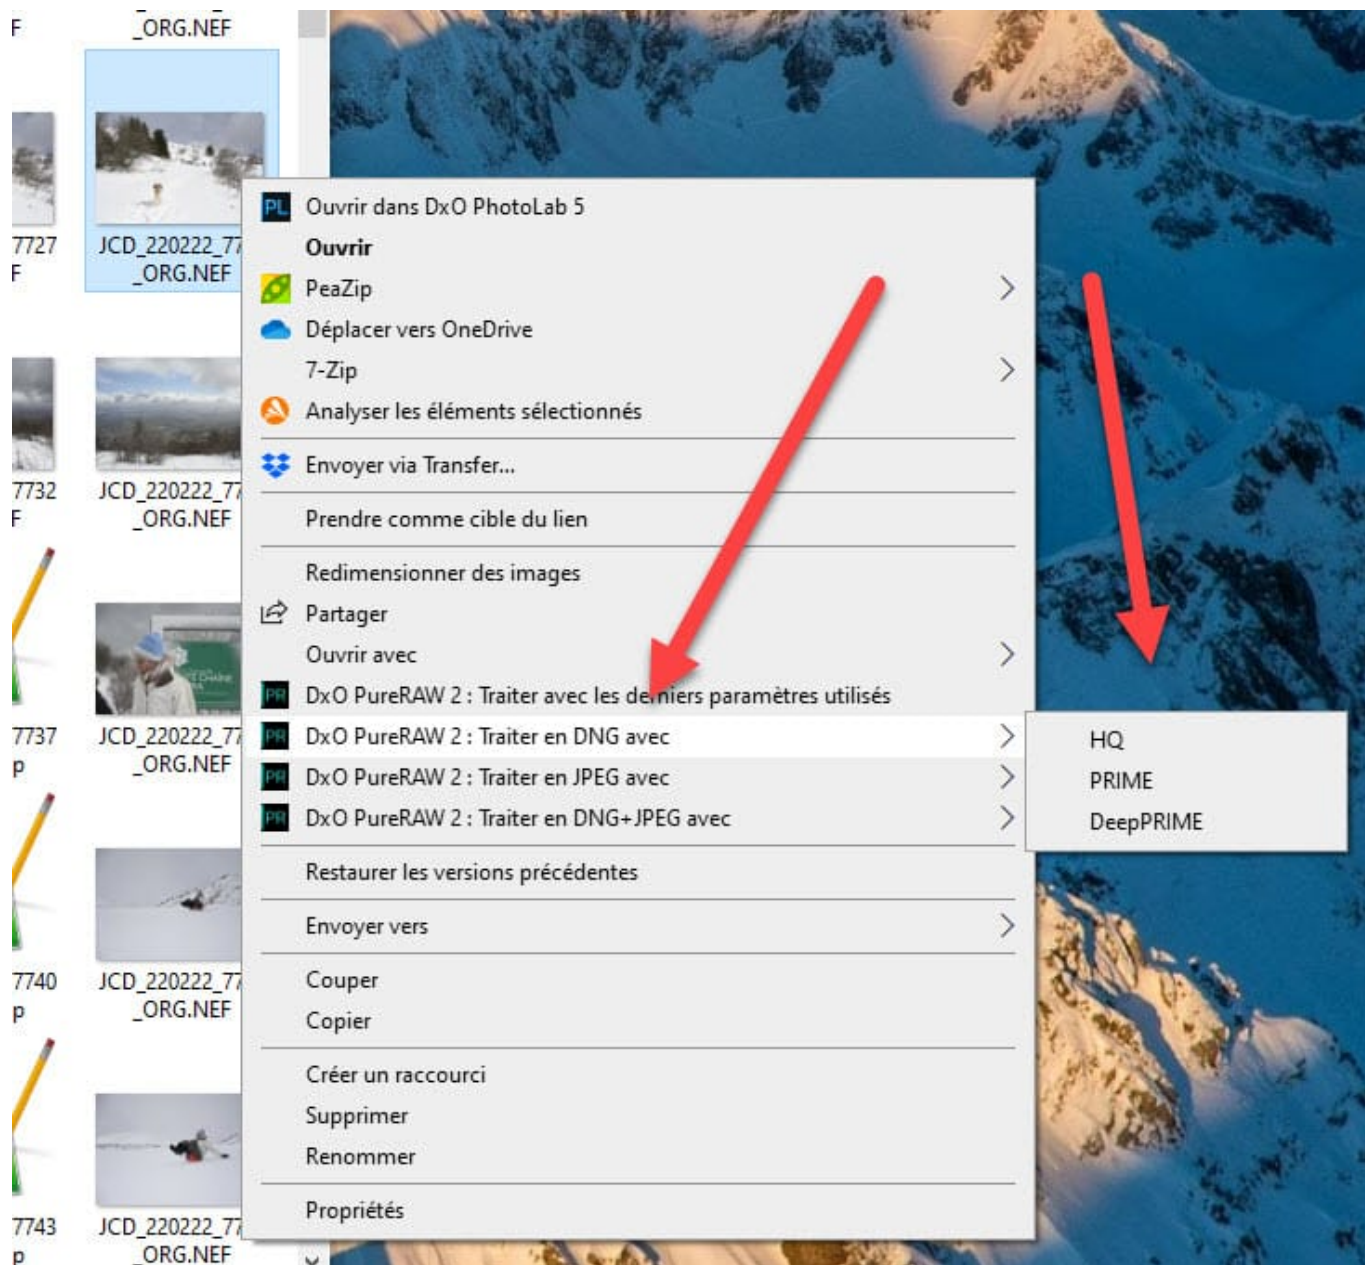 F
_ORG.NEF
7727
F
JCD_220222_77
_ORG.NEF
7732
F
JCD_220222_77
_ORG.NEF
7737
p
JCD_220222_77
_ORG.NEF
7740
p
JCD_220222_77
_ORG.NEF
7743
p
JCD_220222_77
_ORG.NEF
PL Ouvrir dans DxO PhotoLab 5
Ouvrir
PeaZip
Déplacer vers OneDrive
7-Zip
Analyser les éléments sélectionnés
Envoyer via Transfer...
Prendre comme cible du lien
Redimensionner des images
Partager
Ouvrir avec
PR DxO PureRAW 2 : Traiter avec les derniers paramètres utilisés
PR DxO PureRAW 2 : Traiter en DNG avec
PR DxO PureRAW 2 : Traiter en JPEG avec
PR DxO PureRAW 2 : Traiter en DNG+JPEG avec
Restaurer les versions précédentes
Envoyer vers
Couper
Copier
Créer un raccourci
Supprimer
Renommer
Propriétés
HQ
PRIME
DeepPRIME